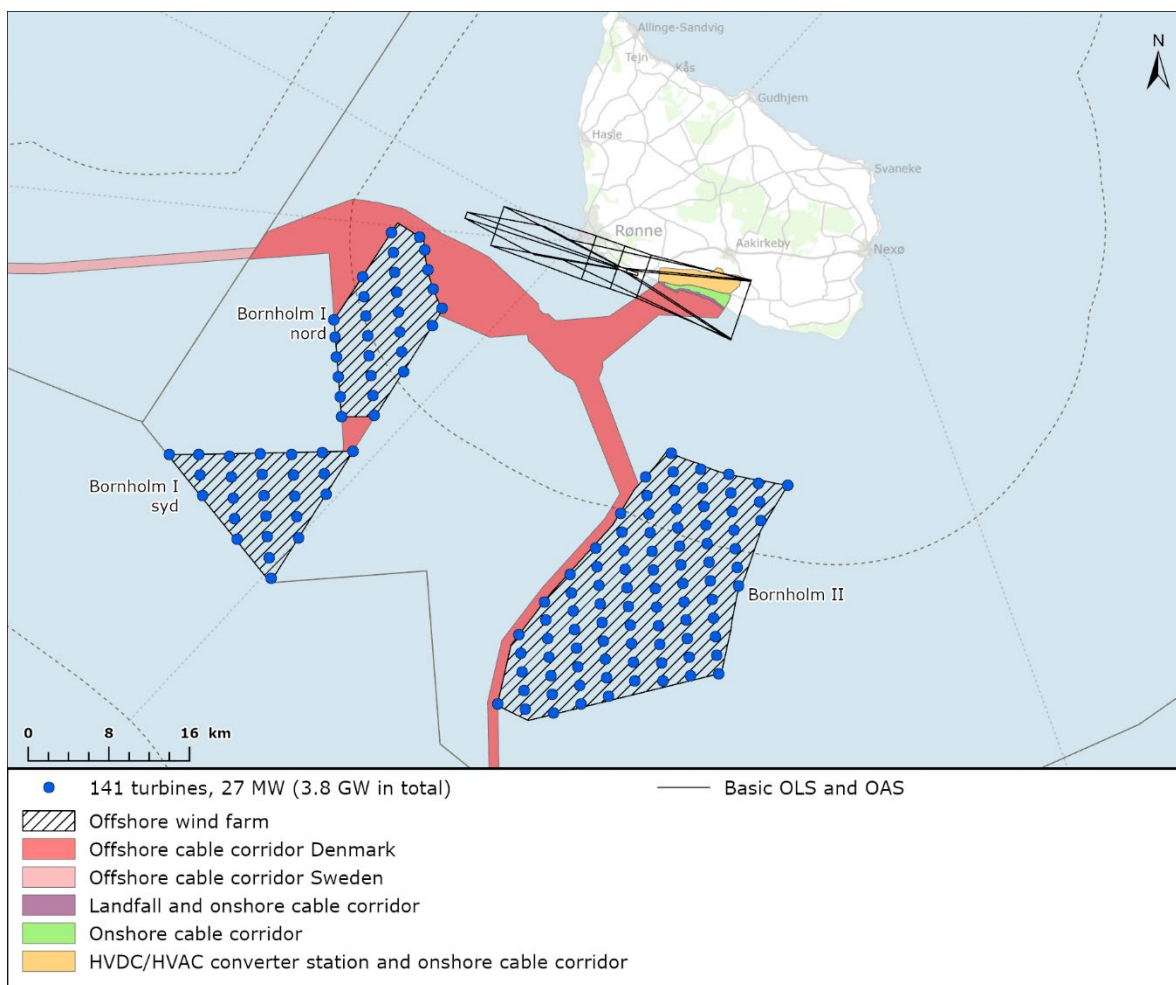 Allinge-Sandvig
N
Tejn
Kås
Gudhjem
Hasle
Svaneke
Rønne
Aakirkeby
Nexø
Bornholm I
nord
Bornholm I
syd
Bornholm II
0 8 16 km
141 turbines, 27 MW (3.8 GW in total)
Basic OLS and OAS
Offshore wind farm
Offshore cable corridor Denmark
Offshore cable corridor Sweden
Landfall and onshore cable corridor
Onshore cable corridor
HVDC/HVAC converter station and onshore cable corridor